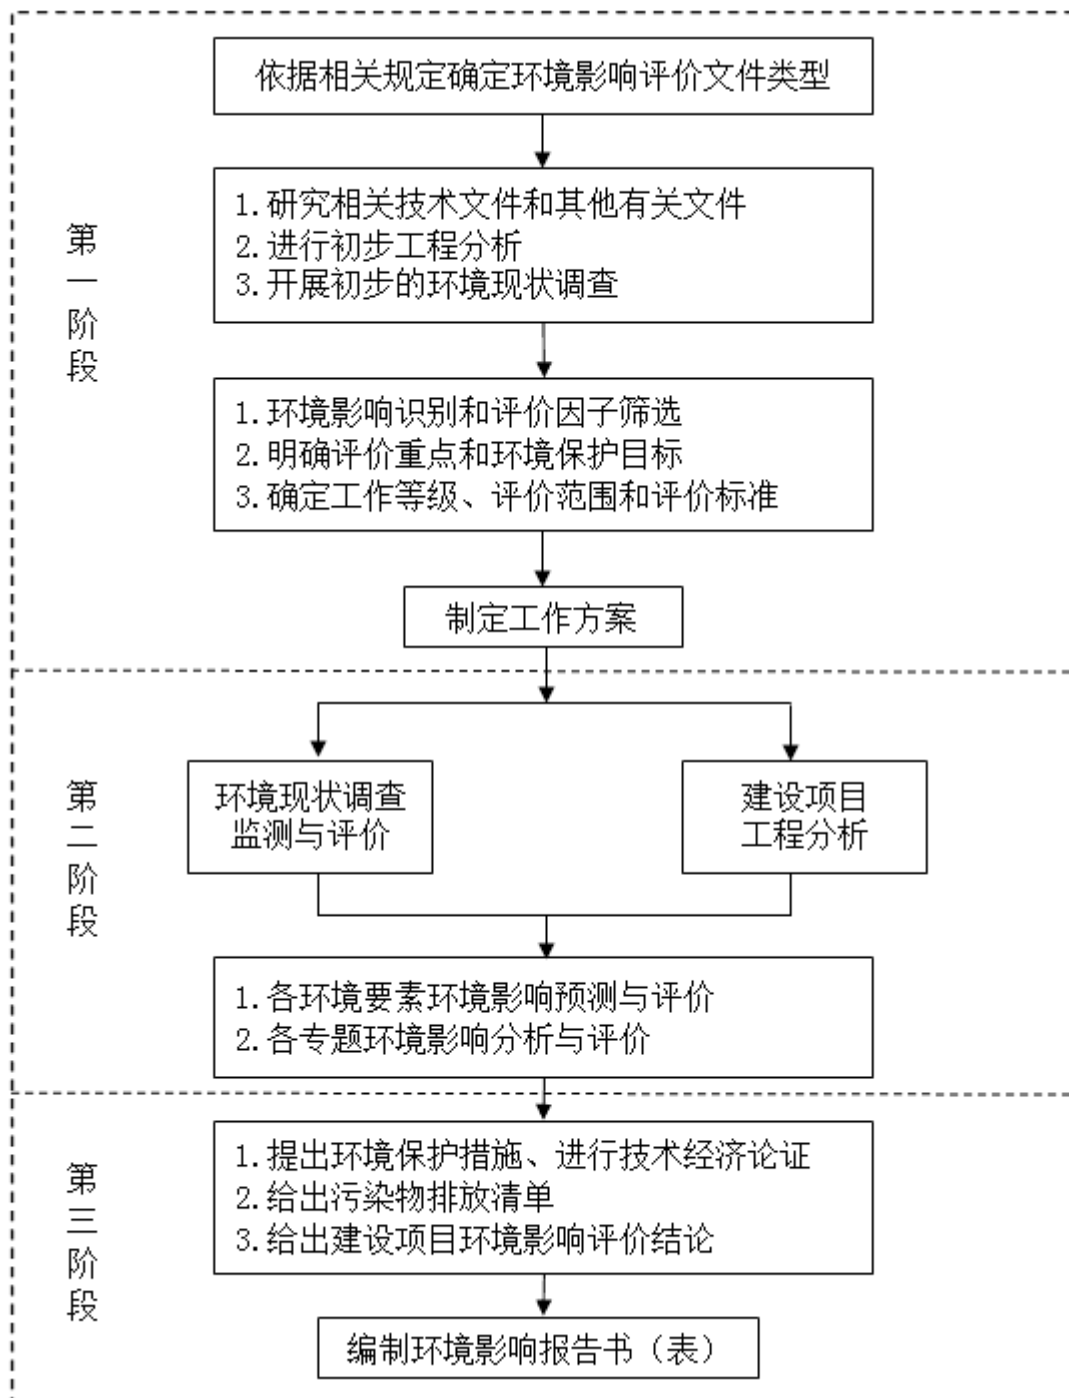 依据相关规定确定环境影响评价文件类型
第一阶段
1.研究相关技术文件和其他有关文件
2.进行初步工程分析
3.开展初步的环境现状调查
1.环境影响识别和评价因子筛选
2.明确评价重点和环境保护目标
3.确定工作等级、评价范围和评价标准
制定工作方案
第二阶段
环境现状调查
监测与评价
建设项目
工程分析
1.各环境要素环境影响预测与评价
2.各专题环境影响分析与评价
第三阶段
1.提出环境保护措施、进行技术经济论证
2.给出污染物排放清单
3.给出建设项目环境影响评价结论
编制环境影响报告书（表）